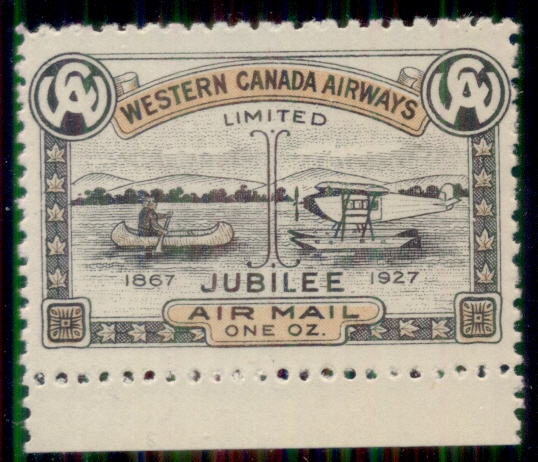 WCA WCA
WESTERN CANADA AIRWAYS
LIMITED
1867 JUBILEE 1927
AIR MAIL
ONE OZ.